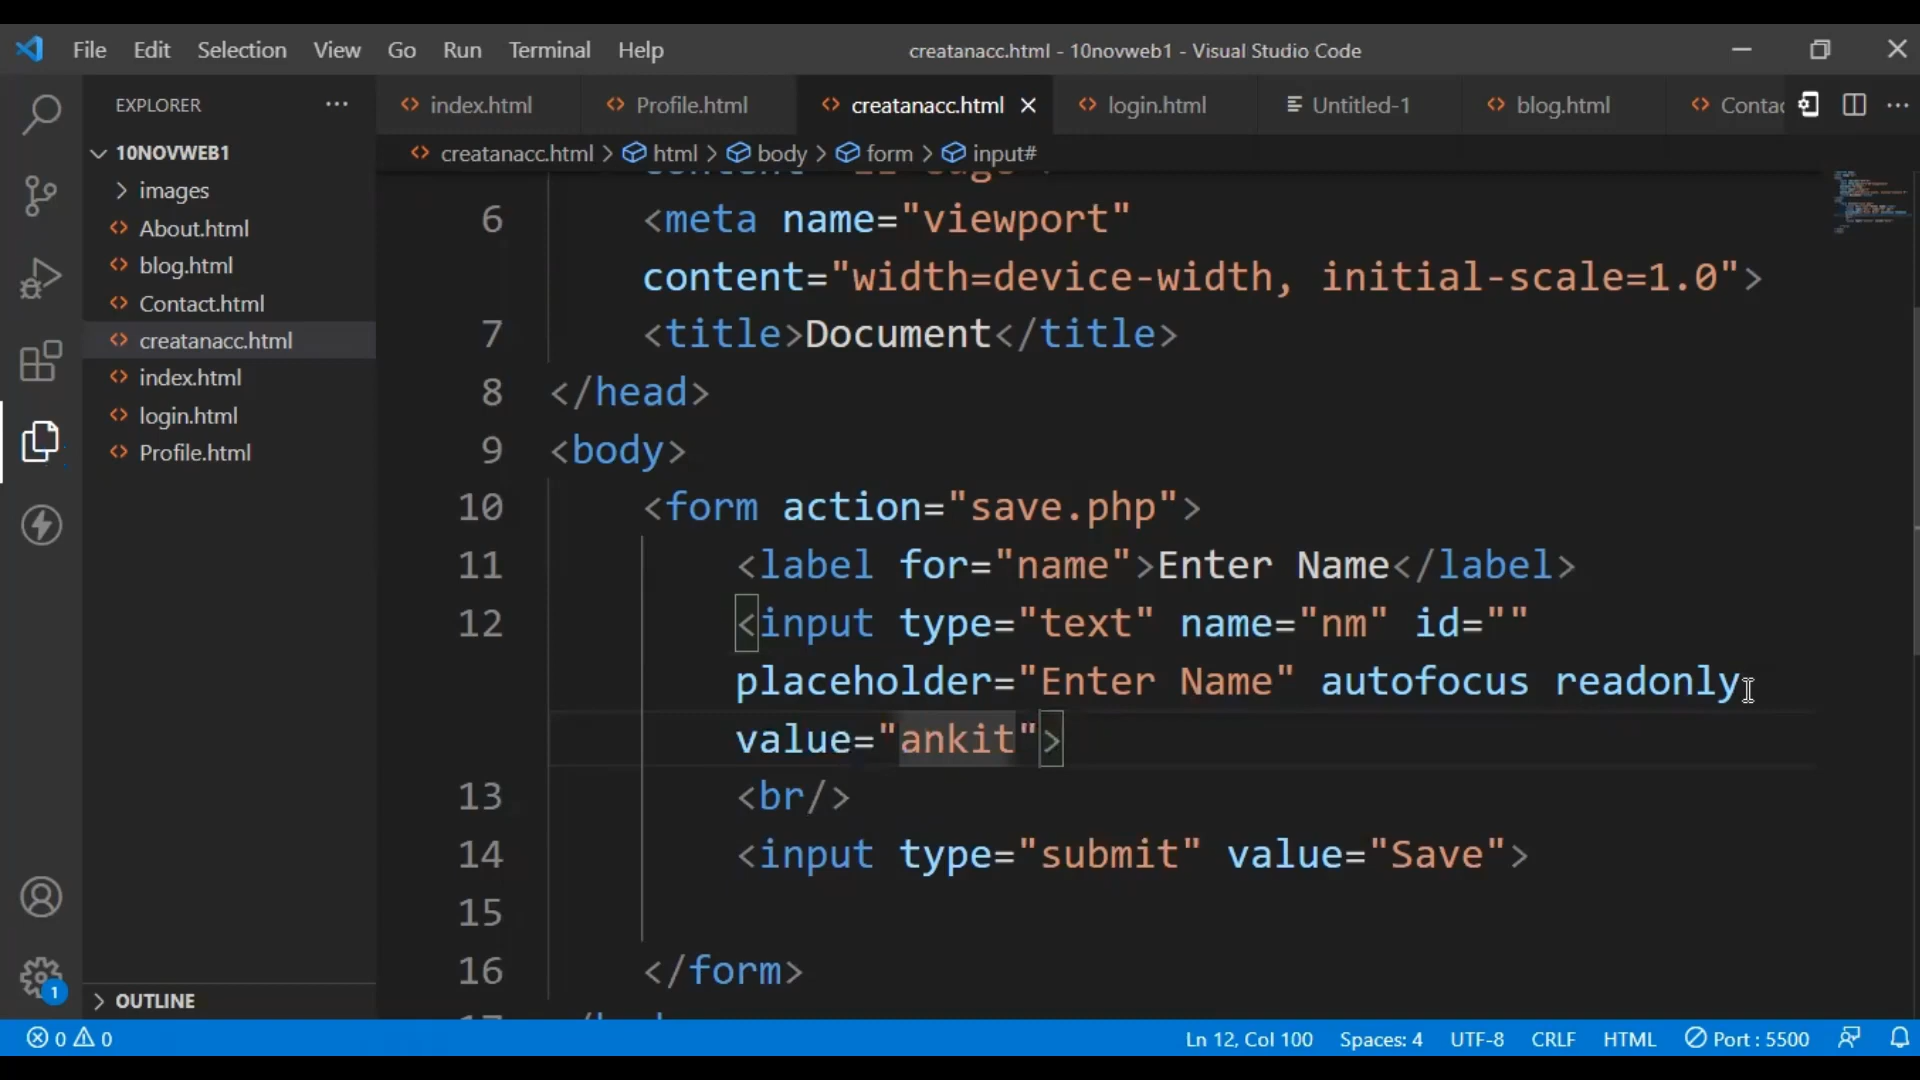 File Edit Selection View Go Run Terminal Help creatanacc.html - 10novweb1 - Visual Studio Code
EXPLORER
index.html Profile.html creatanacc.html login.html Untitled-1 blog.html Contac
creatanacc.html > html > body > form > input#
10NOVWEB1
images
About.html
blog.html
Contact.html
creatanacc.html
index.html
login.html
Profile.html
OUTLINE
6 <meta name="viewport"
content="width=device-width, initial-scale=1.0">
7 <title>Document</title>
8 </head>
9 <body>
10 <form action="save.php">
11 <label for="name">Enter Name</label>
12 <input type="text" name="nm" id=""
placeholder="Enter Name" autofocus readonly
value="ankit">
13 <br/>
14 <input type="submit" value="Save">
15
16 </form>
1
0 0 Ln 12, Col 100 Spaces: 4 UTF-8 CRLF HTML Port : 5500